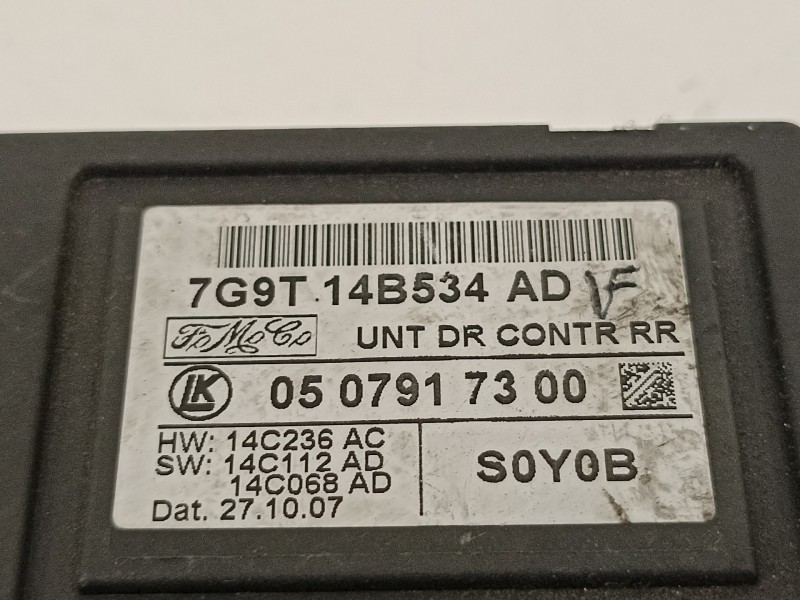 7G9T 14B534 AD VF
FoMoCo UNT DR CONTR RR
LK 05 0791 73 00
HW: 14C236 AC
SW: 14C112 AD
14C068 AD
Dat. 27.10.07
S0Y0B